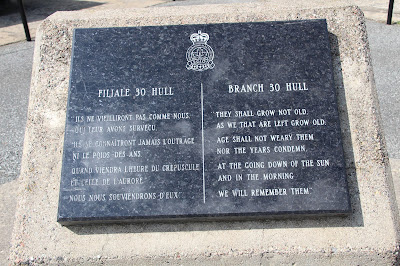 FILIALE 30 HULL
ILS NE VIEILLIRONT PAS COMME NOUS,
QUI LEUR AVONS SURVECU.
ILS NE CONNAITRONT JAMAIS L'OUTRAGE
NI LE POIDS DES ANS.
QUAND VIENDRA L'HEURE DU CREPUSCULE
ET CELLE DE L'AURORE
NOUS NOUS SOUVIENDRONS D'EUX.
BRANCH 30 HULL
THEY SHALL GROW NOT OLD,
AS WE THAT ARE LEFT GROW OLD:
AGE SHALL NOT WEARY THEM
NOR THE YEARS CONDEMN.
AT THE GOING DOWN OF THE SUN
AND IN THE MORNING
WE WILL REMEMBER "THEM"